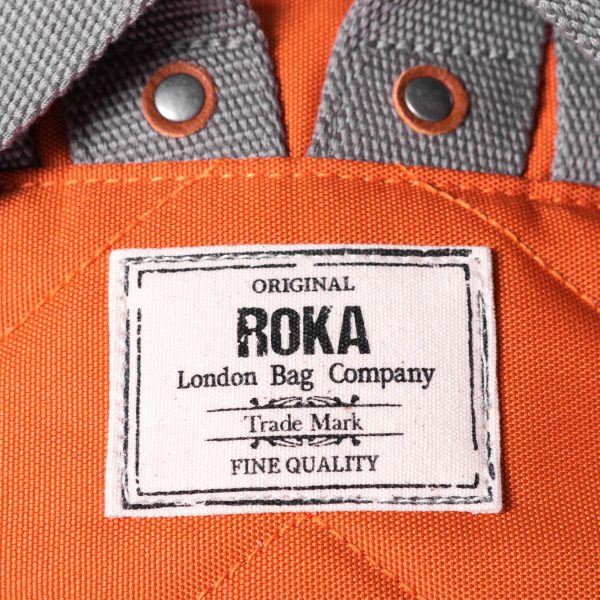 ORIGINAL
ROKA
London Bag Company
Trade Mark
FINE QUALITY